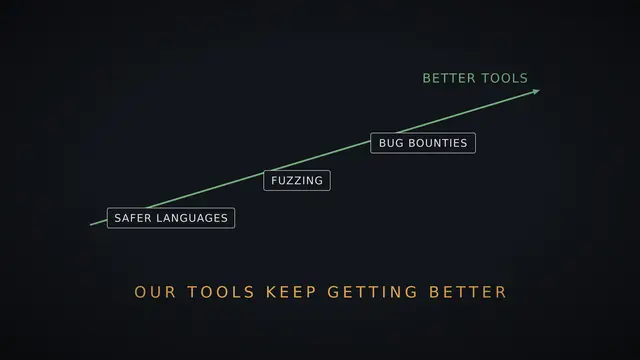 BETTER TOOLS
BUG BOUNTIES
FUZZING
SAFER LANGUAGES
OUR TOOLS KEEP GETTING BETTER